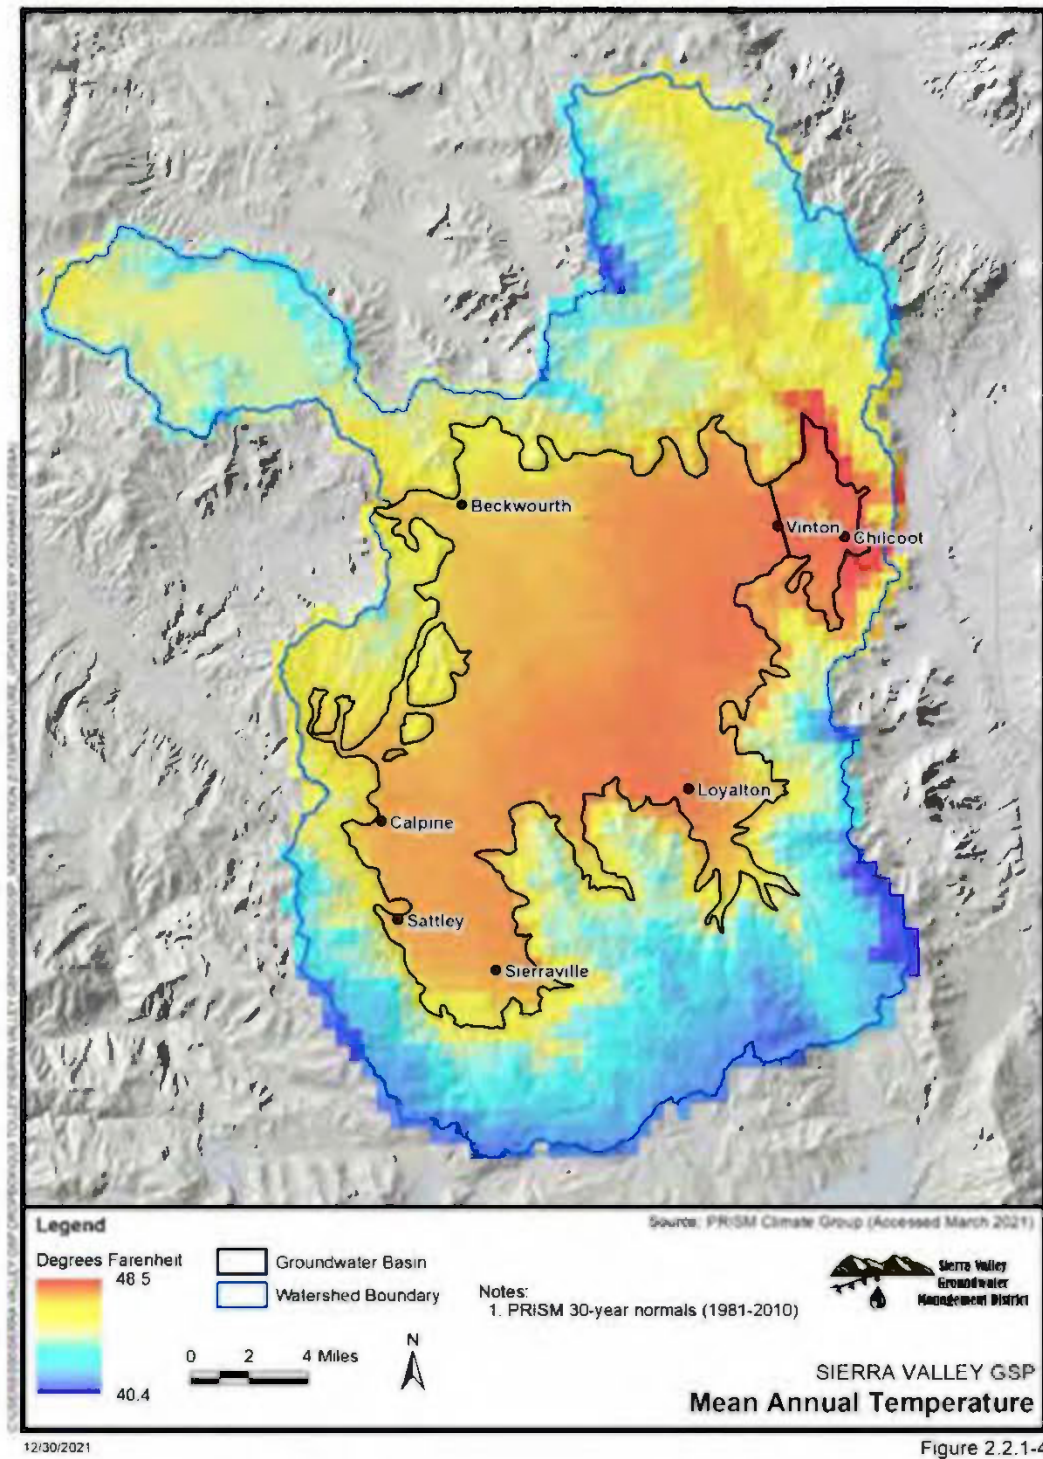 Beckwourth
Vinton
Chilcoot
Loyalton
Calpine
Sattley
Sierraville
Legend
Source: PRISM Climate Group (Accessed March 2021)
Degrees Farenheit
48.5
40.4
Groundwater Basin
Watershed Boundary
0 2 4 Miles
N
Notes:
1. PRISM 30-year normals (1981-2010)
Sierra Valley
Groundwater
Management District
SIERRA VALLEY GSP
Mean Annual Temperature
12/30/2021
Figure 2.2.1-4